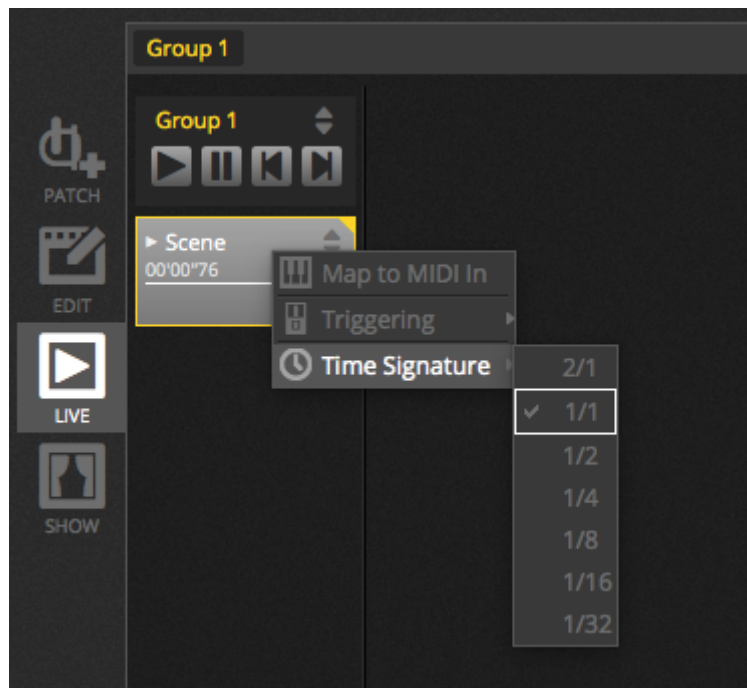 Group 1
Group 1
PATCH
Scene
00'00"76
Map to MIDI In
EDIT
Triggering
Time Signature
2/1
LIVE
1/1
1/2
1/4
SHOW
1/8
1/16
1/32